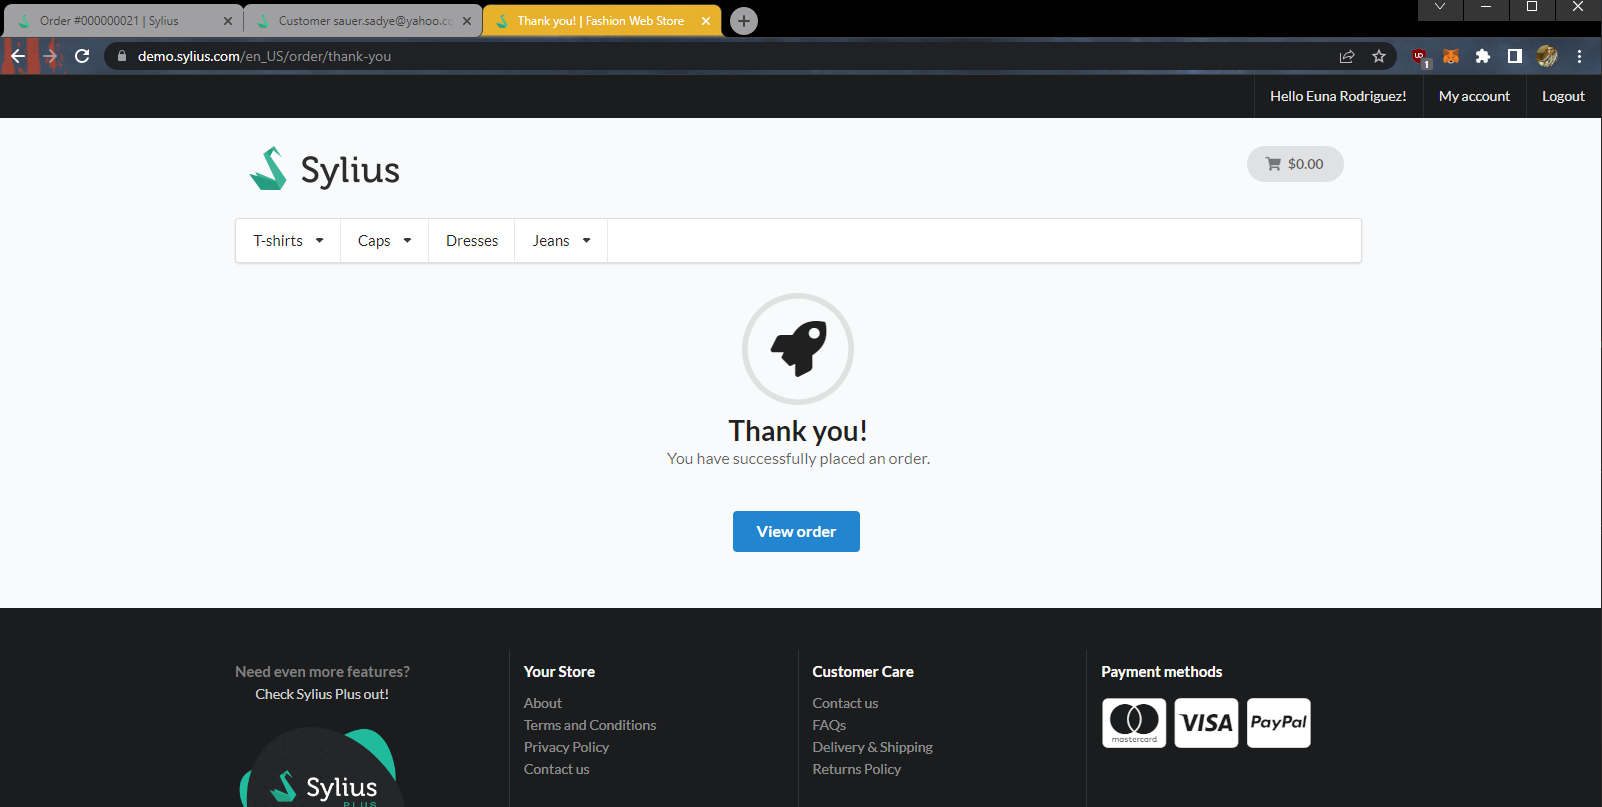 Order #000000021 | Sylius
Customer sauer.sadye@yahoo.co
Thank you! | Fashion Web Store
demo.sylius.com/en_US/order/thank-you
1
Hello Euna Rodriguez!
My account
Logout
Sylius
$0.00
T-shirts
Caps
Dresses
Jeans
Thank you!
You have successfully placed an order.
View order
Need even more features?
Check Sylius Plus out!
Sylius
PLUS
Your Store
About
Terms and Conditions
Privacy Policy
Contact us
Customer Care
Contact us
FAQs
Delivery & Shipping
Returns Policy
Payment methods
mastercard
VISA
PayPal